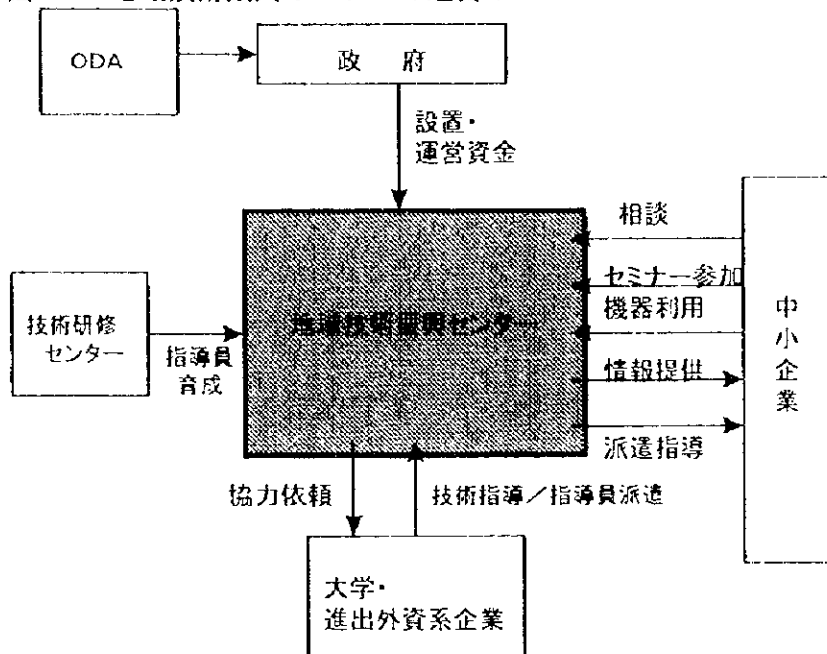 ODA
政 府
設置・
運営資金
相談
セミナー参加
機器利用
情報提供
派遣指導
中小企業
技術研修
センター
指導員
育成
地域技術振興センター
協力依頼
技術指導／指導員派遣
大学・
進出外資系企業